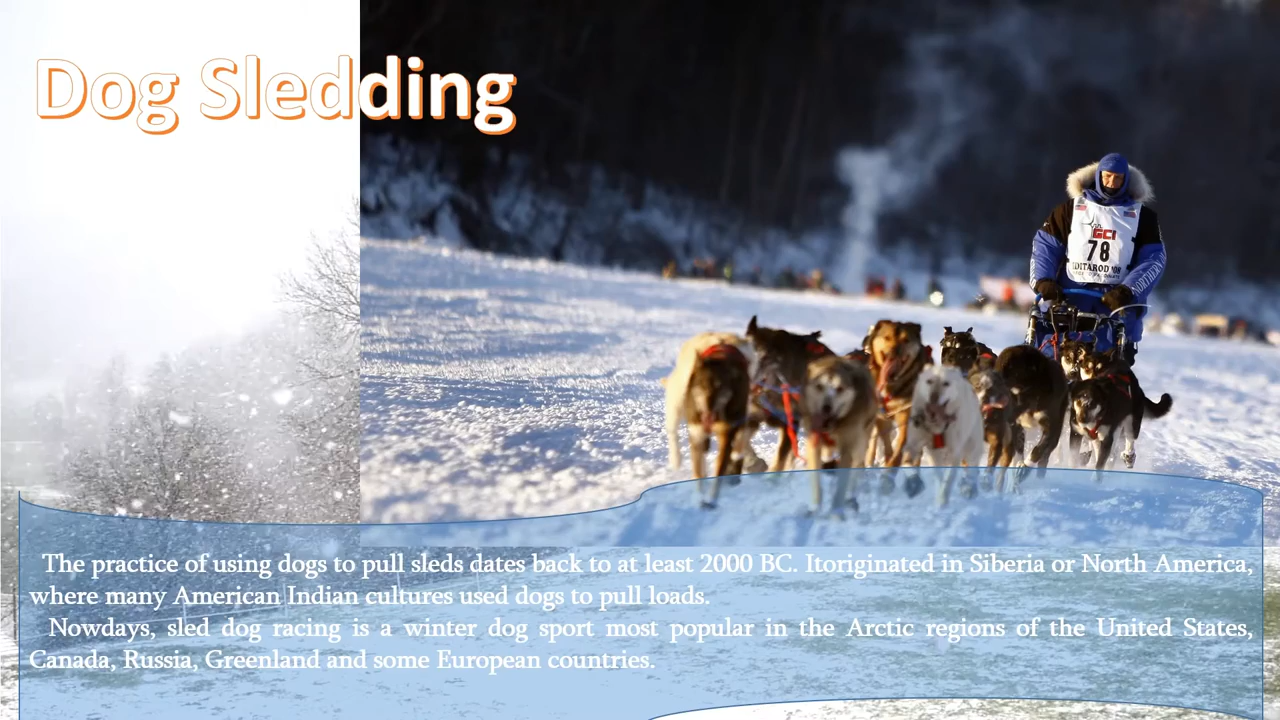 Dog Sledding
GCI
78
IDITAROD '08
NORTHERN
The practice of using dogs to pull sleds dates back to at least 2000 BC. Itoriginated in Siberia or North America,
where many American Indian cultures used dogs to pull loads.
Nowdays, sled dog racing is a winter dog sport most popular in the Arctic regions of the United States,
Canada, Russia, Greenland and some European countries.